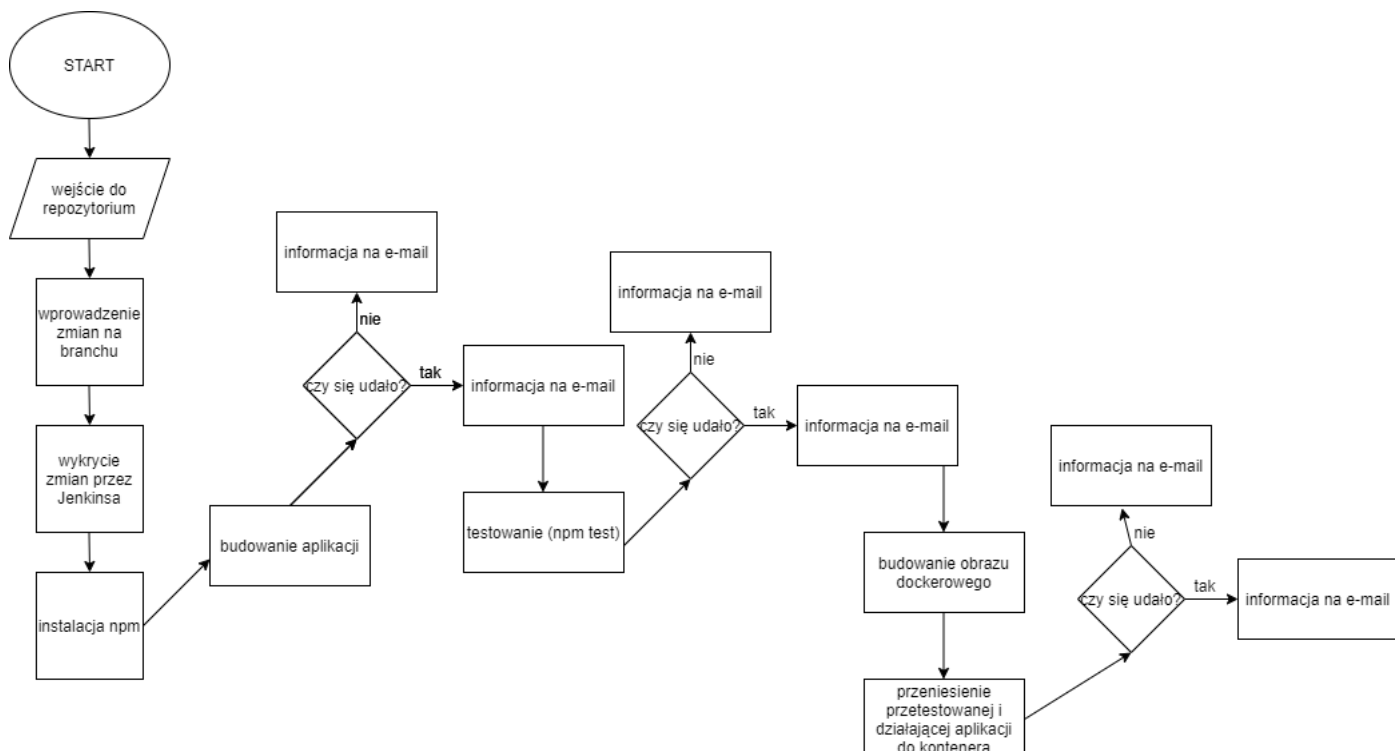 START
wejście do
repozytorium
wprowadzenie
zmian na
branchu
wykrycie
zmian przez
Jenkinsa
instalacja npm
budowanie aplikacji
czy się udało?
nie
informacja na e-mail
tak
informacja na e-mail
testowanie (npm test)
czy się udało?
nie
informacja na e-mail
tak
informacja na e-mail
budowanie obrazu
dockerowego
przeniesienie
przetestowanej i
działającej aplikacji
do kontenera
czy się udało?
nie
informacja na e-mail
tak
informacja na e-mail